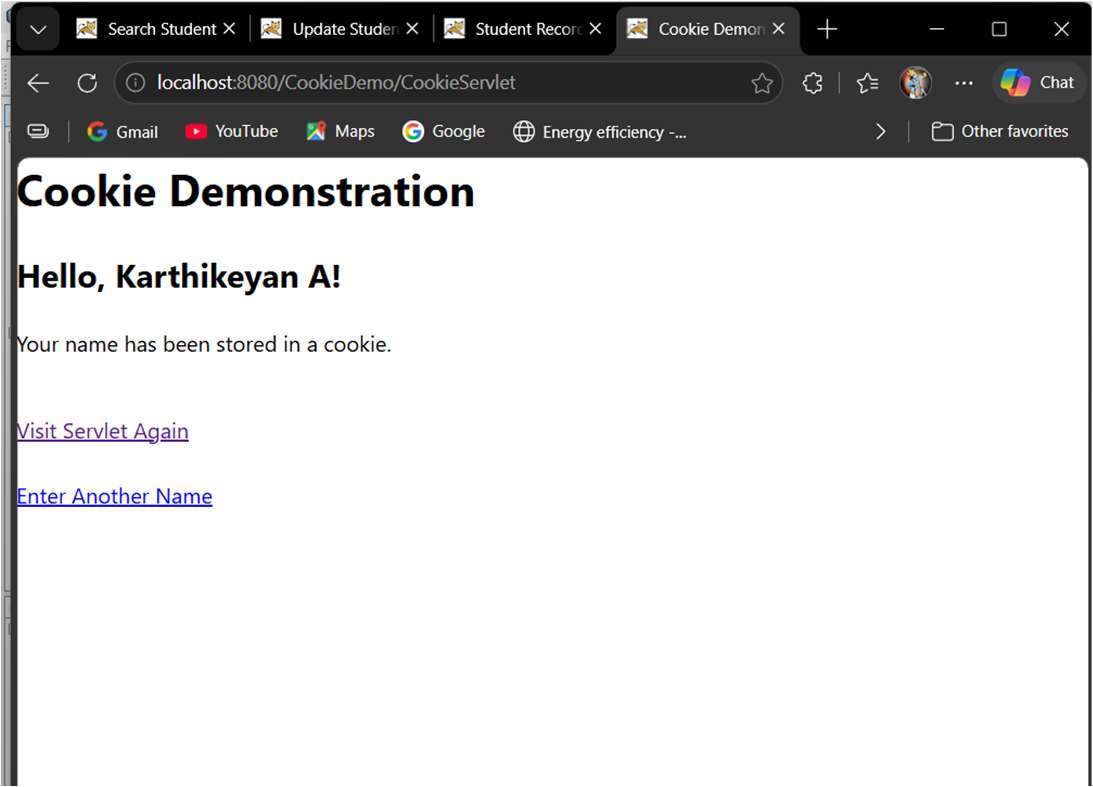 Search Student
Update Studen
Student Recor
Cookie Demon
localhost:8080/CookieDemo/CookieServlet
Chat
Gmail
YouTube
Maps
Google
Energy efficiency -...
Other favorites
Cookie Demonstration
Hello, Karthikeyan A!
Your name has been stored in a cookie.
Visit Servlet Again
Enter Another Name